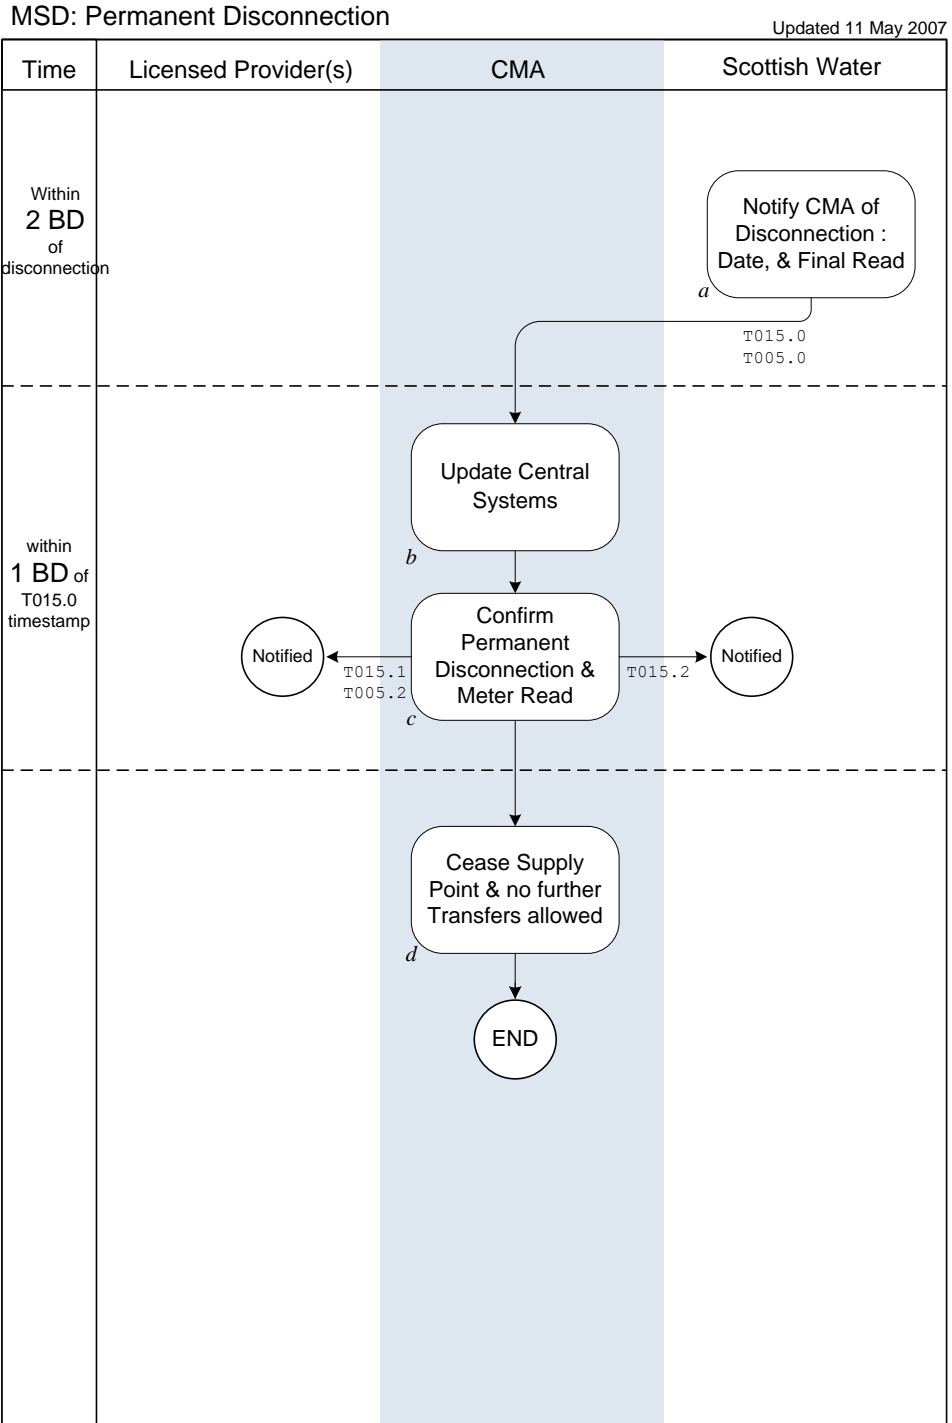 MSD: Permanent Disconnection
Updated 11 May 2007
Time
Licensed Provider(s)
CMA
Scottish Water
Within
2 BD
of
disconnection
Notify CMA of
Disconnection :
Date, & Final Read
a
T015.0
T005.0
Update Central
Systems
b
within
1 BD of
T015.0
timestamp
Notified
T015.1
T005.2
Confirm
Permanent
Disconnection &
Meter Read
c
T015.2
Notified
Cease Supply
Point & no further
Transfers allowed
d
END